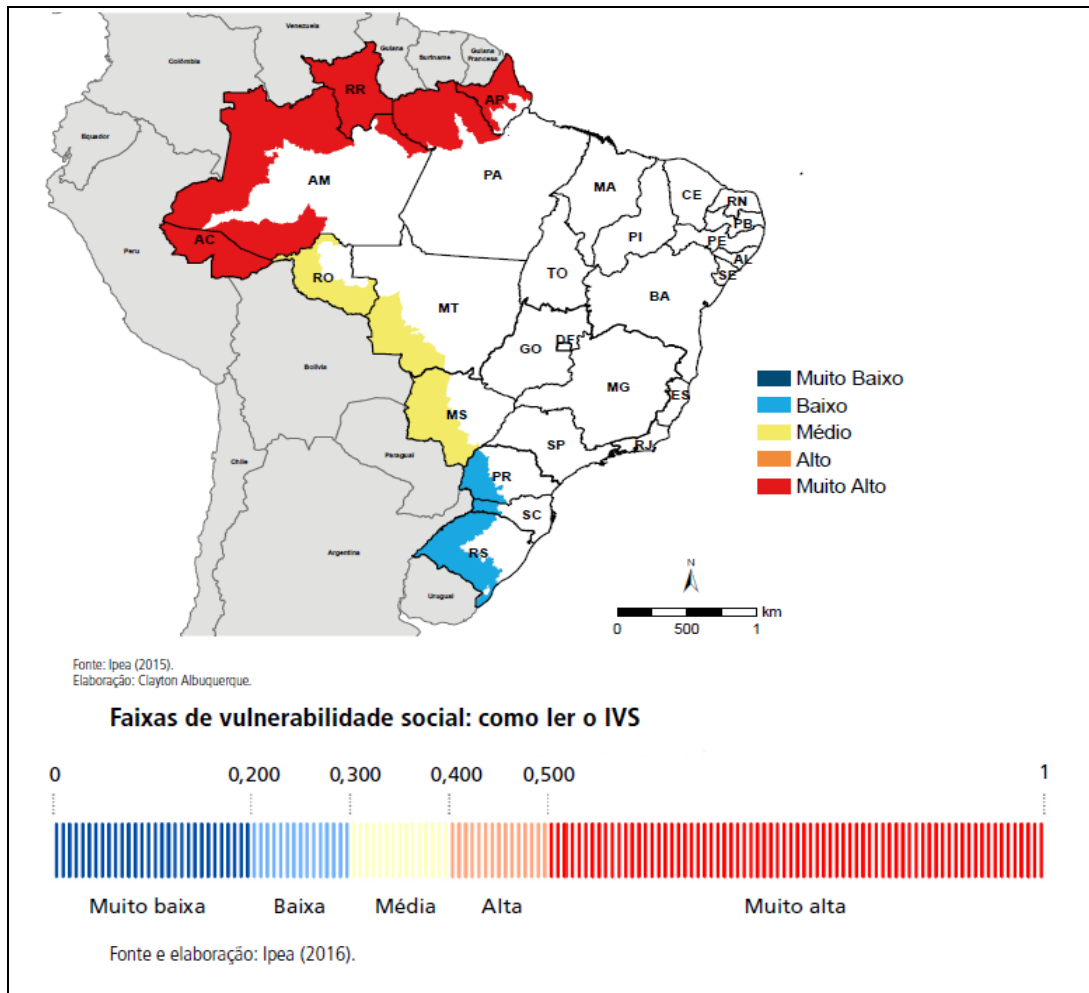 Venezuela
Guiana
Suriname
Guiana
Francesa
Colômbia
RR
AP
Equador
AM
PA
MA
CE
RN
PB
PI
PE
AL
SE
AC
Peru
TO
RO
BA
MT
GO
DF
Bolívia
MG
ES
MS
SP
RJ
Paraguai
Chile
PR
SC
RS
Argentina
Uruguai
Muito Baixo
Baixo
Médio
Alto
Muito Alto
N
km
0 500 1
Fonte: Ipea (2015).
Elaboração: Clayton Albuquerque.
Faixas de vulnerabilidade social: como ler o IVS
0 0,200 0,300 0,400 0,500 1
Muito baixa Baixa Média Alta Muito alta
Fonte e elaboração: Ipea (2016).